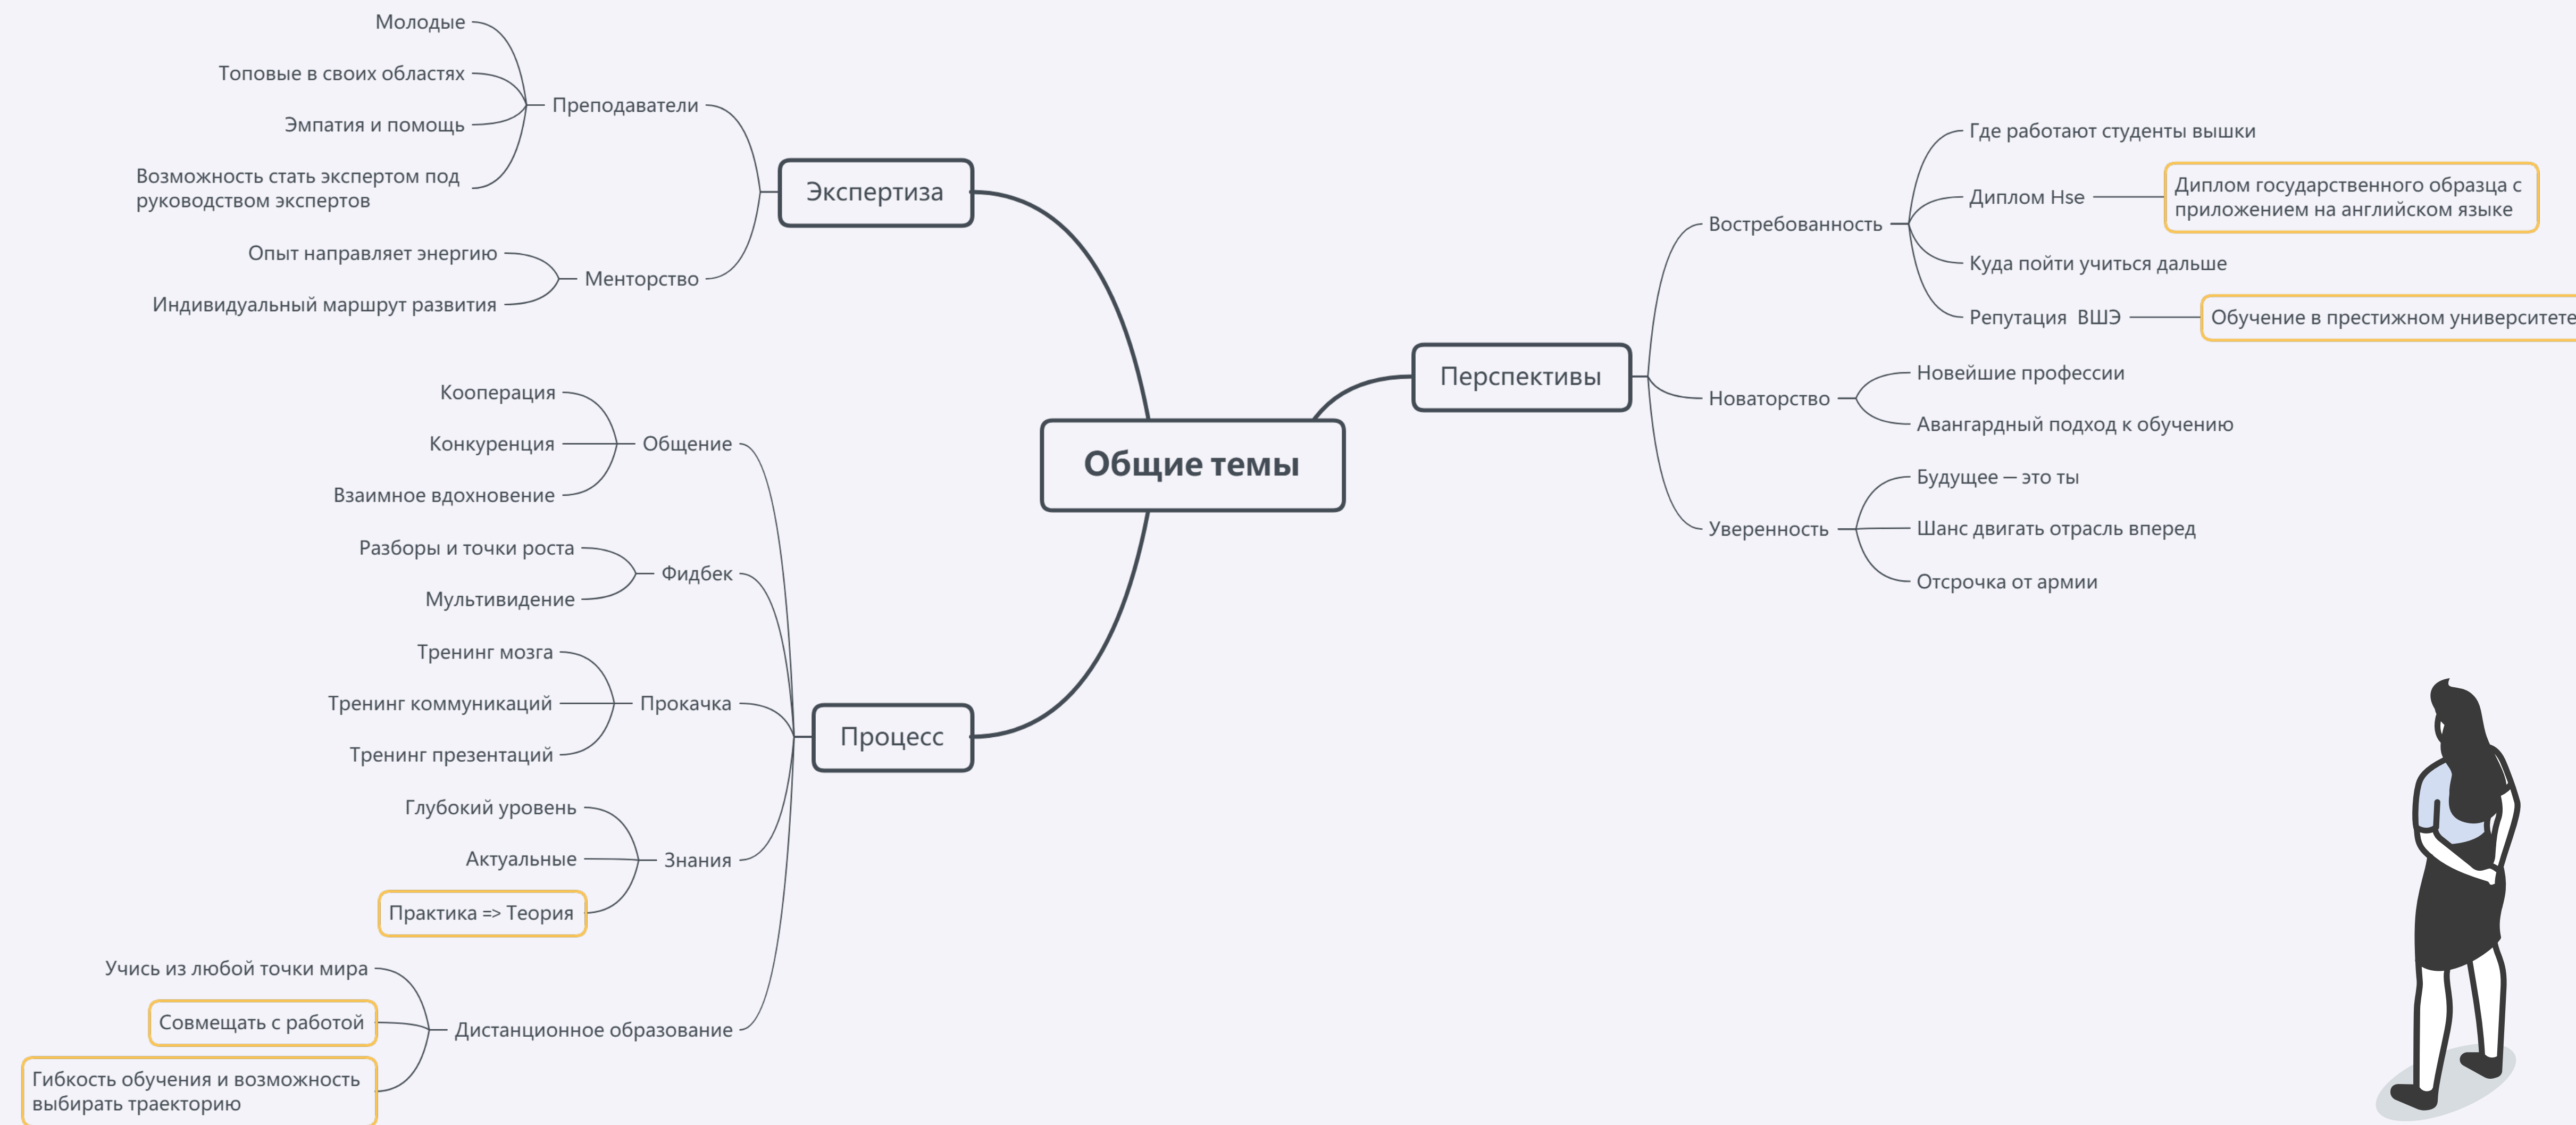 Общие темы
Экспертиза
Преподаватели
Молодые
Топовые в своих областях
Эмпатия и помощь
Возможность стать экспертом под
руководством экспертов
Менторство
Опыт направляет энергию
Индивидуальный маршрут развития
Процесс
Общение
Кооперация
Конкуренция
Взаимное вдохновение
Фидбек
Разборы и точки роста
Мультивидение
Прокачка
Тренинг мозга
Тренинг коммуникаций
Тренинг презентаций
Знания
Глубокий уровень
Актуальные
Практика => Теория
Дистанционное образование
Учись из любой точки мира
Совмещать с работой
Гибкость обучения и возможность
выбирать траекторию
Перспективы
Востребованность
Где работают студенты вышки
Диплом Hse
Диплом государственного образца с
приложением на английском языке
Куда пойти учиться дальше
Репутация ВШЭ
Обучение в престижном университете
Новаторство
Новейшие профессии
Авангардный подход к обучению
Уверенность
Будущее — это ты
Шанс двигать отрасль вперед
Отсрочка от армии